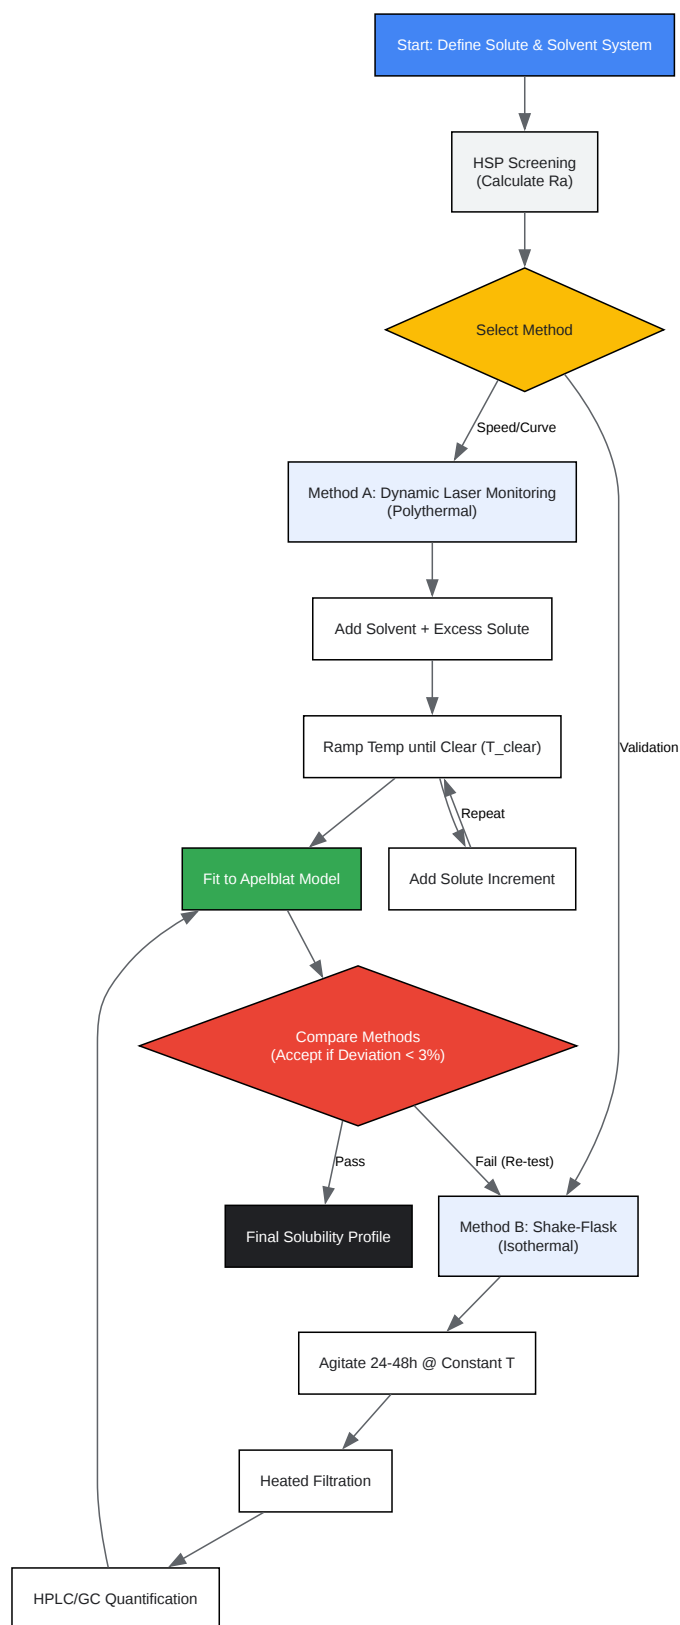 Start: Define Solute & Solvent System
HSP Screening
(Calculate Ra)
Select Method
Speed/Curve
Method A: Dynamic Laser Monitoring
(Polythermal)
Add Solvent + Excess Solute
Ramp Temp until Clear (T_clear)
Validation
Repeat
Fit to Apelblat Model
Add Solute Increment
Compare Methods
(Accept if Deviation < 3%)
Pass
Fail (Re-test)
Final Solubility Profile
Method B: Shake-Flask
(Isothermal)
Agitate 24-48h @ Constant T
Heated Filtration
HPLC/GC Quantification